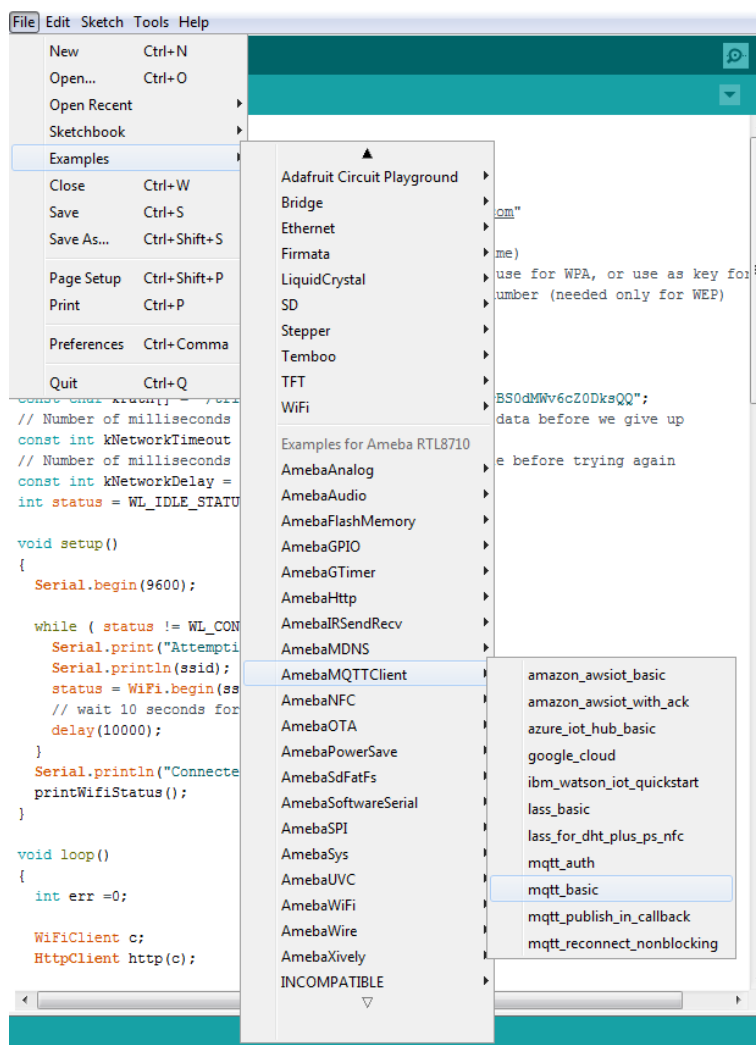 File Edit Sketch Tools Help
New Ctrl+N
Open... Ctrl+O
Open Recent
Sketchbook
Examples
Close Ctrl+W
Save Ctrl+S
Save As... Ctrl+Shift+S
Page Setup Ctrl+Shift+P
Print Ctrl+P
Preferences Ctrl+Comma
Quit Ctrl+Q
Adafruit Circuit Playground
Bridge
Ethernet
Firmata
LiquidCrystal
SD
Stepper
Temboo
TFT
WiFi
Examples for Ameba RTL8710
AmebaAnalog
AmebaAudio
AmebaFlashMemory
AmebaGPIO
AmebaGTimer
AmebaHttp
AmebaIRSendRecv
AmebaMDNS
AmebaMQTTClient
AmebaNFC
AmebaOTA
AmebaPowerSave
AmebaSdFatFs
AmebaSoftwareSerial
AmebaSPI
AmebaSys
AmebaUVC
AmebaWiFi
AmebaWire
AmebaXively
INCOMPATIBLE
amazon_awsiot_basic
amazon_awsiot_with_ack
azure_iot_hub_basic
google_cloud
ibm_watson_iot_quickstart
lass_basic
lass_for_dht_plus_ps_nfc
mqtt_auth
mqtt_basic
mqtt_publish_in_callback
mqtt_reconnect_nonblocking
om"
me)
use for WPA, or use as key for
umber (needed only for WEP)
BS0dMWv6cZ0DksQQ";
// Number of milliseconds data before we give up
const int kNetworkTimeout
// Number of milliseconds e before trying again
const int kNetworkDelay =
int status = WL_IDLE_STATU
void setup()
{
Serial.begin(9600);
while ( status != WL_CON
Serial.print("Attempti
Serial.println(ssid);
status = WiFi.begin(ss
// wait 10 seconds for
delay(10000);
}
Serial.println("Connecte
printWifiStatus();
}
void loop()
{
int err =0;
WiFiClient c;
HttpClient http(c);